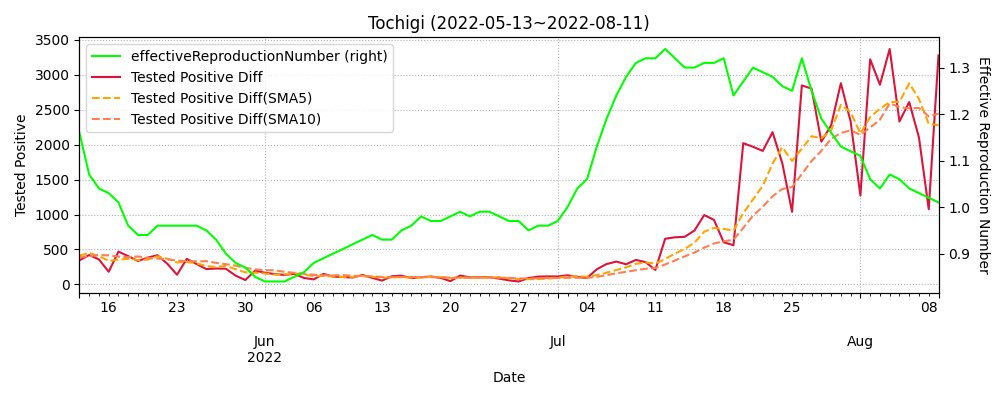 Tochigi (2022-05-13~2022-08-11)
effectiveReproductionNumber (right)
Tested Positive Diff
Tested Positive Diff(SMA5)
Tested Positive Diff(SMA10)
Tested Positive
3500
3000
2500
2000
1500
1000
500
0
1.3
1.2
1.1
1.0
0.9
Effective Reproduction Number
16 23 30 06 13 20 27 04 11 18 25 08
Jun Jul Aug
2022
Date